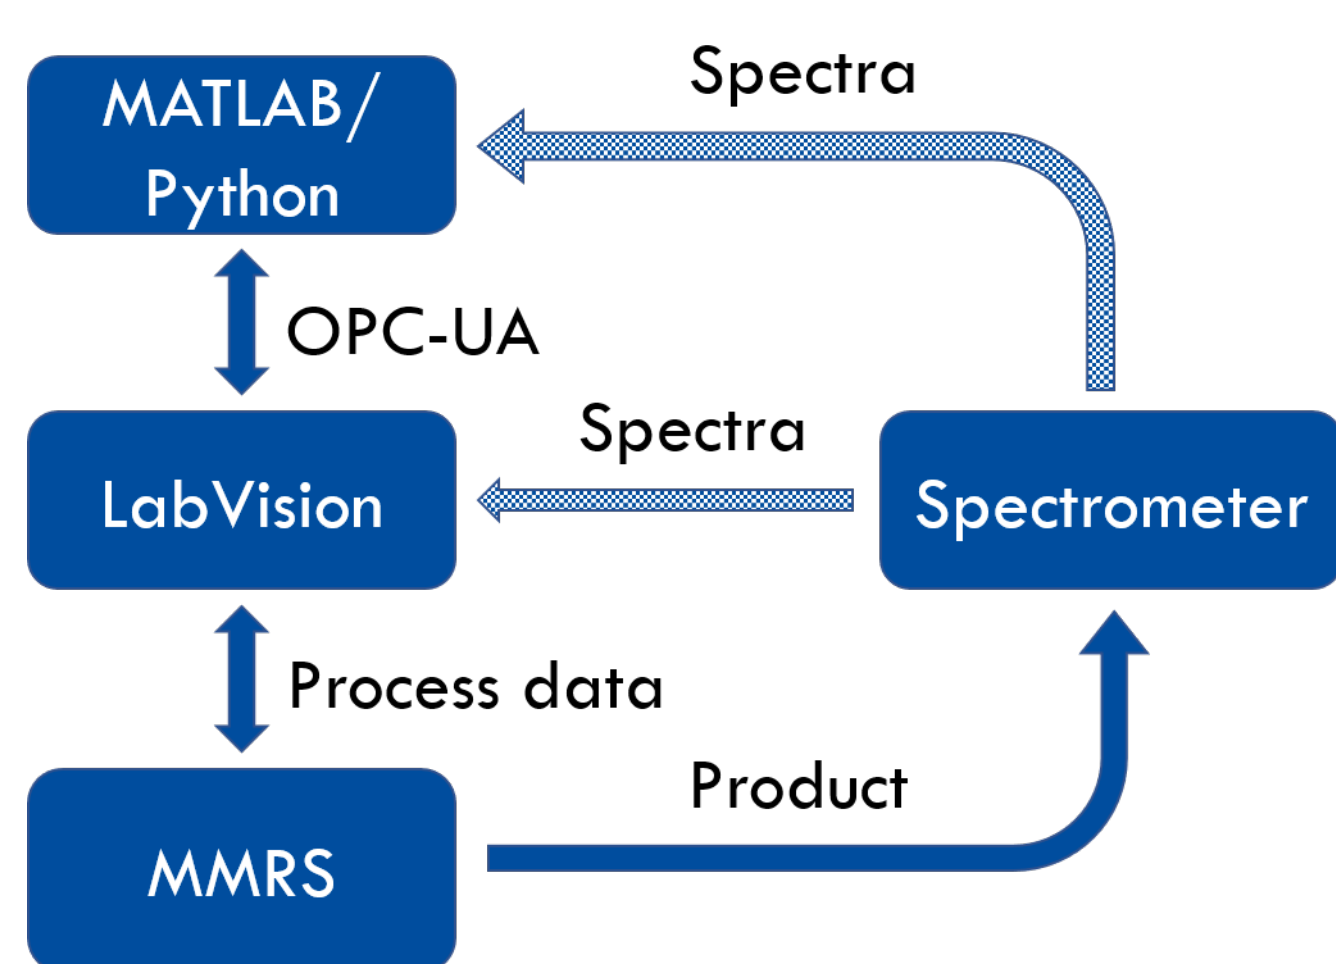 Spectra
MATLAB/
Python
OPC-UA
Spectra
LabVision
Spectrometer
Process data
Product
MMRS